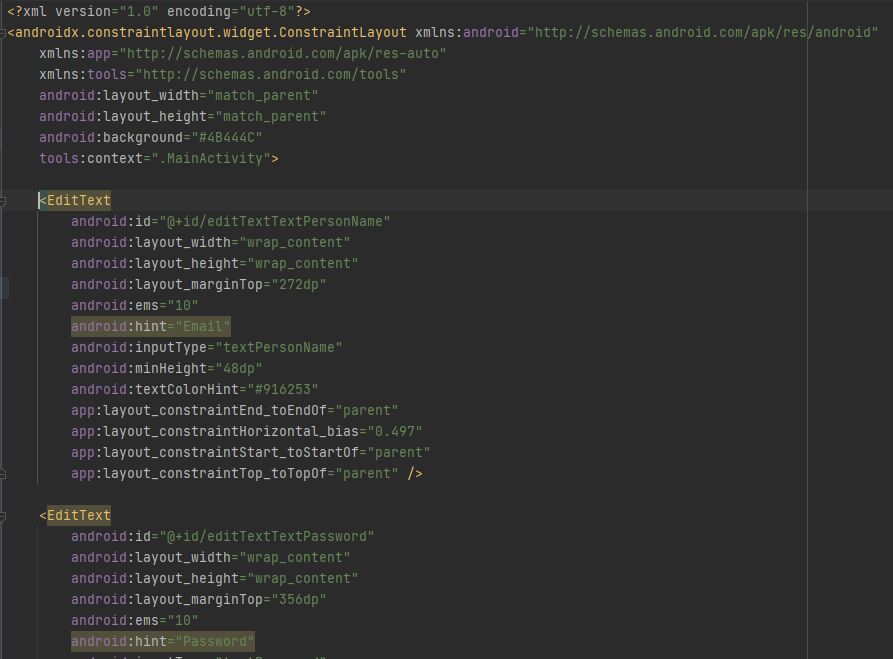 <?xml version="1.0" encoding="utf-8"?>
<androidx.constraintlayout.widget.ConstraintLayout xmlns:android="http://schemas.android.com/apk/res/android"
    xmlns:app="http://schemas.android.com/apk/res-auto"
    xmlns:tools="http://schemas.android.com/tools"
    android:layout_width="match_parent"
    android:layout_height="match_parent"
    android:background="#4B444C"
    tools:context=".MainActivity">

    <EditText
        android:id="@+id/editTextTextPersonName"
        android:layout_width="wrap_content"
        android:layout_height="wrap_content"
        android:layout_marginTop="272dp"
        android:ems="10"
        android:hint="Email"
        android:inputType="textPersonName"
        android:minHeight="48dp"
        android:textColorHint="#916253"
        app:layout_constraintEnd_toEndOf="parent"
        app:layout_constraintHorizontal_bias="0.497"
        app:layout_constraintStart_toStartOf="parent"
        app:layout_constraintTop_toTopOf="parent" />

    <EditText
        android:id="@+id/editTextTextPassword"
        android:layout_width="wrap_content"
        android:layout_height="wrap_content"
        android:layout_marginTop="356dp"
        android:ems="10"
        android:hint="Password"